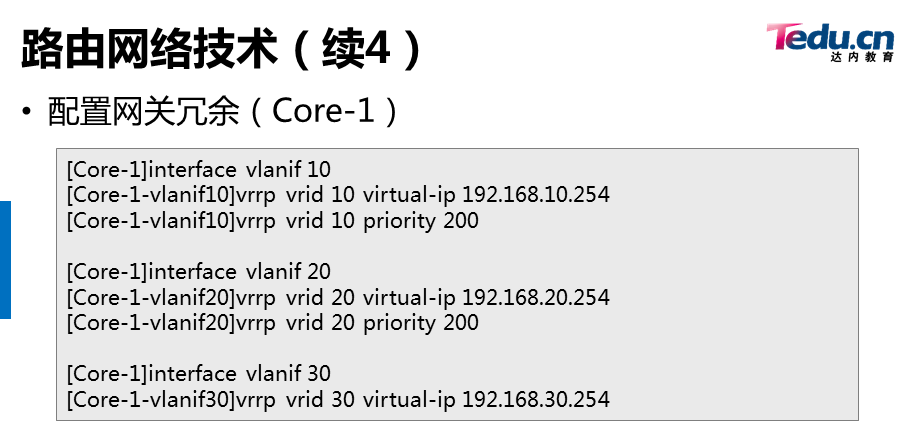 路由网络技术（续4）
Tedu.cn
达内教育
• 配置网关冗余（Core-1）
[Core-1]interface vlanif 10
[Core-1-vlanif10]vrrp vrid 10 virtual-ip 192.168.10.254
[Core-1-vlanif10]vrrp vrid 10 priority 200
[Core-1]interface vlanif 20
[Core-1-vlanif20]vrrp vrid 20 virtual-ip 192.168.20.254
[Core-1-vlanif20]vrrp vrid 20 priority 200
[Core-1]interface vlanif 30
[Core-1-vlanif30]vrrp vrid 30 virtual-ip 192.168.30.254